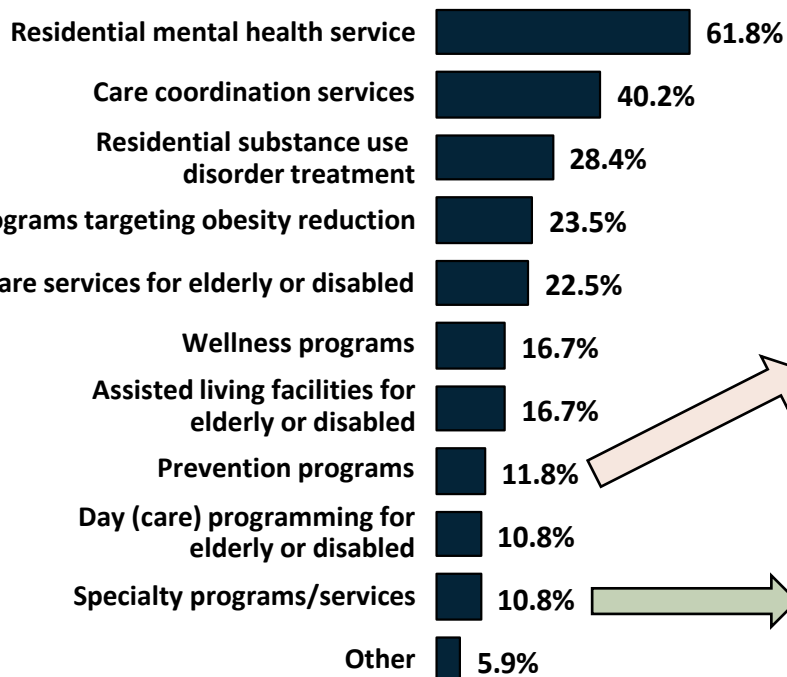 Residential mental health service 61.8%
Care coordination services 40.2%
Residential substance use
disorder treatment 28.4%
targeting obesity reduction 23.5%
services for elderly or disabled 22.5%
Wellness programs 16.7%
Assisted living facilities for
elderly or disabled 16.7%
Prevention programs 11.8%
Day (care) programming for
elderly or disabled 10.8%
Specialty programs/services 10.8%
Other 5.9%